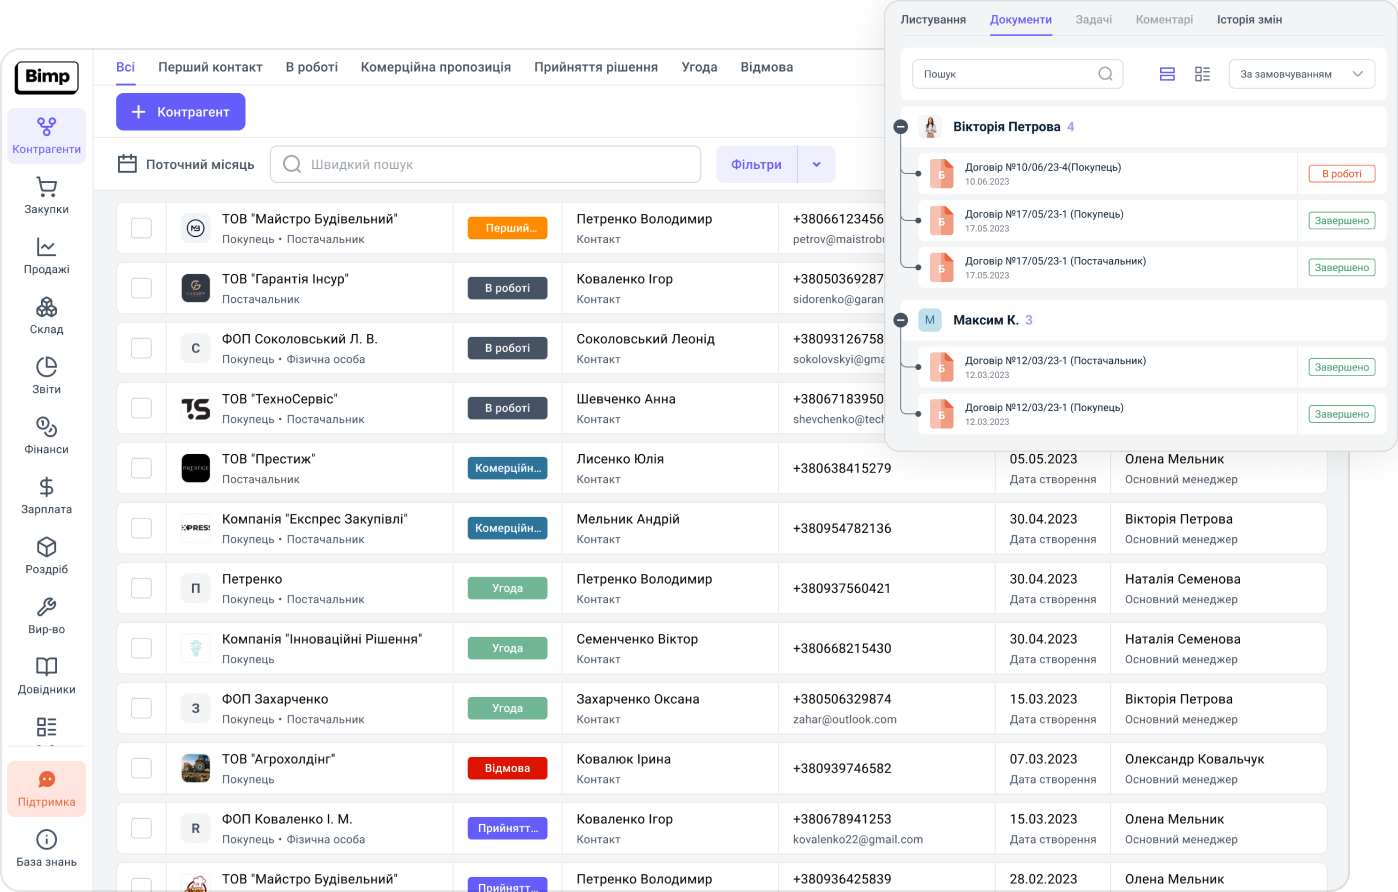 Листування Документи Задачі Коментарі Історія змін
Пошук
За замовчуванням
Вікторія Петрова 4
Договір №10/06/23-4(Покупець)
10.06.2023
В роботі
Договір №17/05/23-1 (Покупець)
17.05.2023
Завершено
Договір №17/05/23-1 (Постачальник)
17.05.2023
Завершено
М Максим К. 3
Договір №12/03/23-1 (Постачальник)
12.03.2023
Завершено
Договір №12/03/23-1 (Покупець)
12.03.2023
Завершено
Bimp
Контрагенти
Закупки
Продажі
Склад
Звіти
Фінанси
Зарплата
Роздріб
Вир-во
Довідники
Підтримка
База знань
Всі Перший контакт В роботі Комерційна пропозиція Прийняття рішення Угода Відмова
+ Контрагент
Поточний місяць
Швидкий пошук
Фільтри
ТОВ "Майстро Будівельний" Перший... Петренко Володимир +38066123456
Покупець • Постачальник Контакт petrov@maistrobu
ТОВ "Гарантія Інсур" В роботі Коваленко Ігор +38050369287
Постачальник Контакт sidorenko@garan
С ФОП Соколовський Л. В. В роботі Соколовський Леонід +38093126758
Покупець • Фізична особа Контакт sokolovskyi@gma
ТОВ "ТехноСервіс" В роботі Шевченко Анна +38067183950
Покупець • Постачальник Контакт shevchenko@tech
PRESTIGE ТОВ "Престиж" Комерційн... Лисенко Юлія +380638415279 05.05.2023 Олена Мельник
Постачальник Контакт Дата створення Основний менеджер
Компанія "Експрес Закупівлі" Комерційн... Мельник Андрій +380954782136 30.04.2023 Вікторія Петрова
Покупець • Постачальник Контакт Дата створення Основний менеджер
П Петренко Угода Петренко Володимир +380937560421 30.04.2023 Наталія Семенова
Покупець • Постачальник Контакт Дата створення Основний менеджер
Компанія "Інноваційні Рішення" Угода Семенченко Віктор +380668215430 30.04.2023 Наталія Семенова
Покупець Контакт Дата створення Основний менеджер
З ФОП Захарченко Угода Захарченко Оксана +380506329874 15.03.2023 Вікторія Петрова
Покупець • Постачальник Контакт zahar@outlook.com Дата створення Основний менеджер
ТОВ "Агрохолдінг" Відмова Ковалюк Ірина +380939746582 07.03.2023 Олександр Ковальчук
Покупець Контакт Дата створення Основний менеджер
R ФОП Коваленко І. М. Прийнятт... Коваленко Ігор +380678941253 15.03.2023 Олена Мельник
Покупець • Фізична особа Контакт kovalenko22@gmail.com Дата створення Основний менеджер
ТОВ "Майстро Будівельний" Прийнятт... Петренко Володимир +380936425839 28.02.2023 Олена Мельник